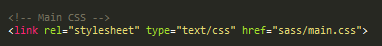 <!-- Main CSS -->
<link rel="stylesheet" type="text/css" href="sass/main.css">